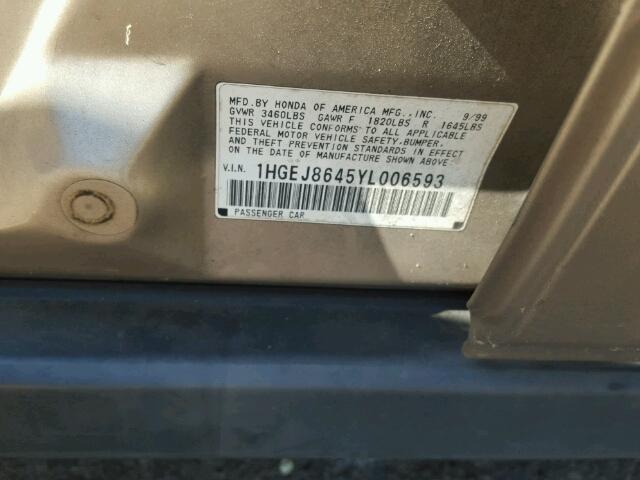 MFD.BY HONDA OF AMERICA MFG.,INC. 9/99
GVWR 3460LBS GAWR F 1820LBS R 1645LBS
THIS VEHICLE CONFORMS TO ALL APPLICABLE
FEDERAL MOTOR VEHICLE SAFETY,BUMPER,
AND THEFT PREVENTION STANDARDS IN EFFECT
ON THE DATE OF MANUFACTURE SHOWN ABOVE.
V.I.N. 1HGEJ8645YL006593
PASSENGER CAR